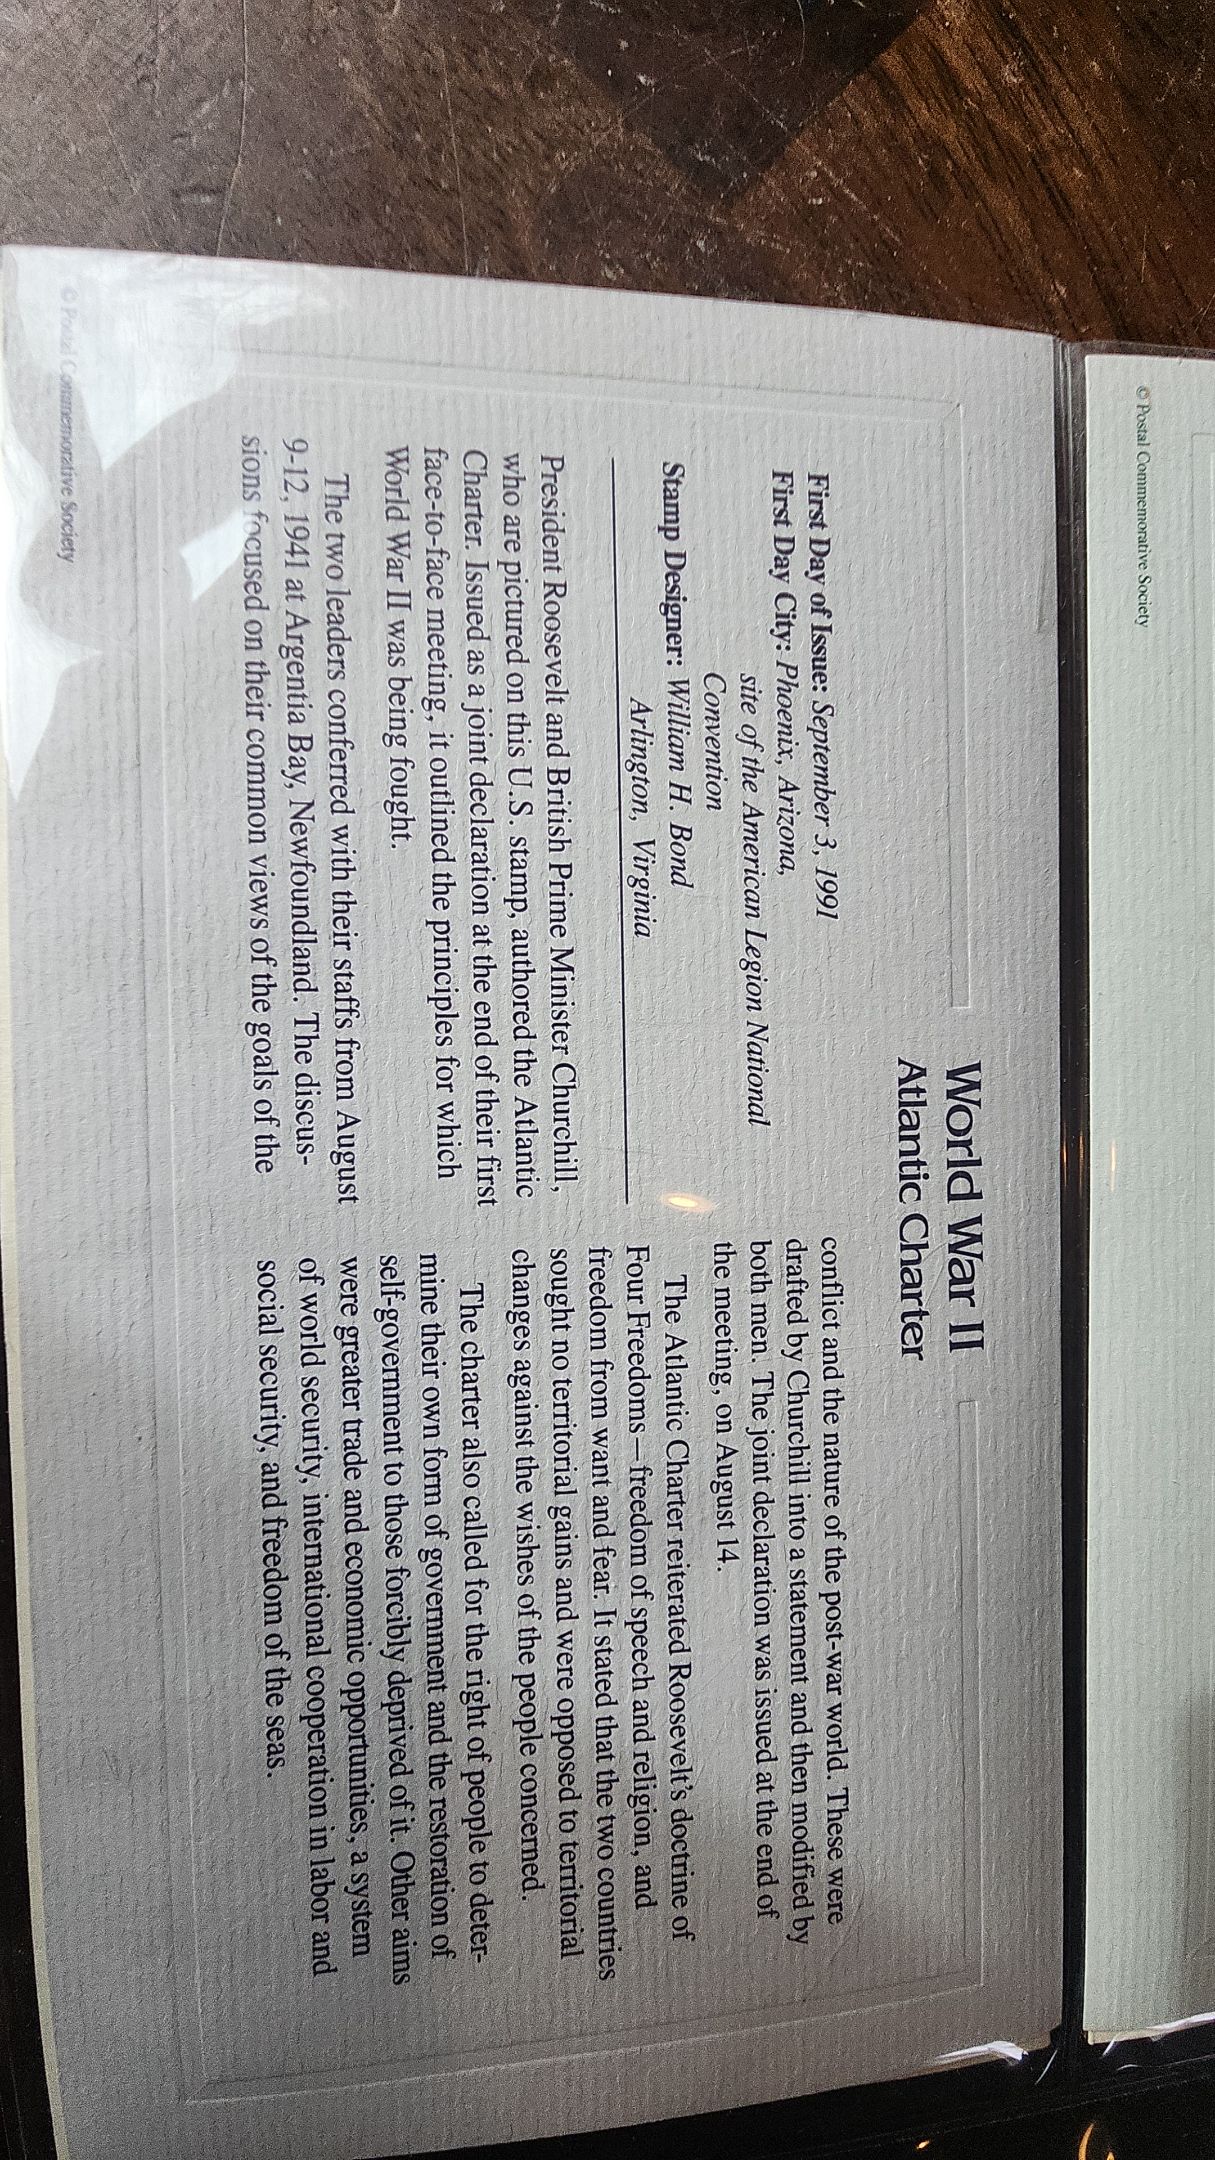 © Postal Commemorative Society
World War II
Atlantic Charter
First Day of Issue: September 3, 1991
First Day City: Phoenix, Arizona,
site of the American Legion National
Convention
Stamp Designer: William H. Bond
Arlington, Virginia
President Roosevelt and British Prime Minister Churchill,
who are pictured on this U.S. stamp, authored the Atlantic
Charter. Issued as a joint declaration at the end of their first
face-to-face meeting, it outlined the principles for which
World War II was being fought.
The two leaders conferred with their staffs from August
9-12, 1941 at Argentia Bay, Newfoundland. The discus-
sions focused on their common views of the goals of the
conflict and the nature of the post-war world. These were
drafted by Churchill into a statement and then modified by
both men. The joint declaration was issued at the end of
the meeting, on August 14.
The Atlantic Charter reiterated Roosevelt's doctrine of
Four Freedoms—freedom of speech and religion, and
freedom from want and fear. It stated that the two countries
sought no territorial gains and were opposed to territorial
changes against the wishes of the people concerned.
The charter also called for the right of people to deter-
mine their own form of government and the restoration of
self-government to those forcibly deprived of it. Other aims
were greater trade and economic opportunities, a system
of world security, international cooperation in labor and
social security, and freedom of the seas.
© Postal Commemorative Society